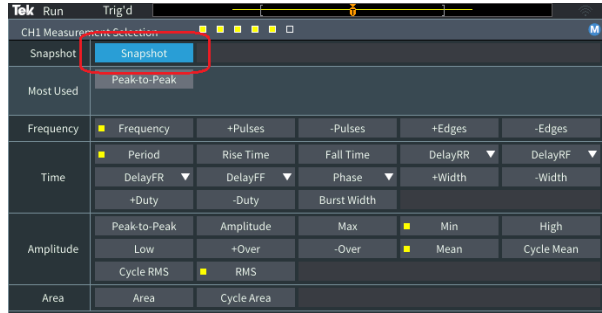 Tek Run Trig'd [ T ]
CH1 Measurement Selection M
Snapshot Snapshot
Most Used Peak-to-Peak
Frequency Frequency +Pulses -Pulses +Edges -Edges
Time Period Rise Time Fall Time DelayRR DelayRF
DelayFR DelayFF Phase +Width -Width
+Duty -Duty Burst Width
Amplitude Peak-to-Peak Amplitude Max Min High
Low +Over -Over Mean Cycle Mean
Cycle RMS RMS
Area Area Cycle Area